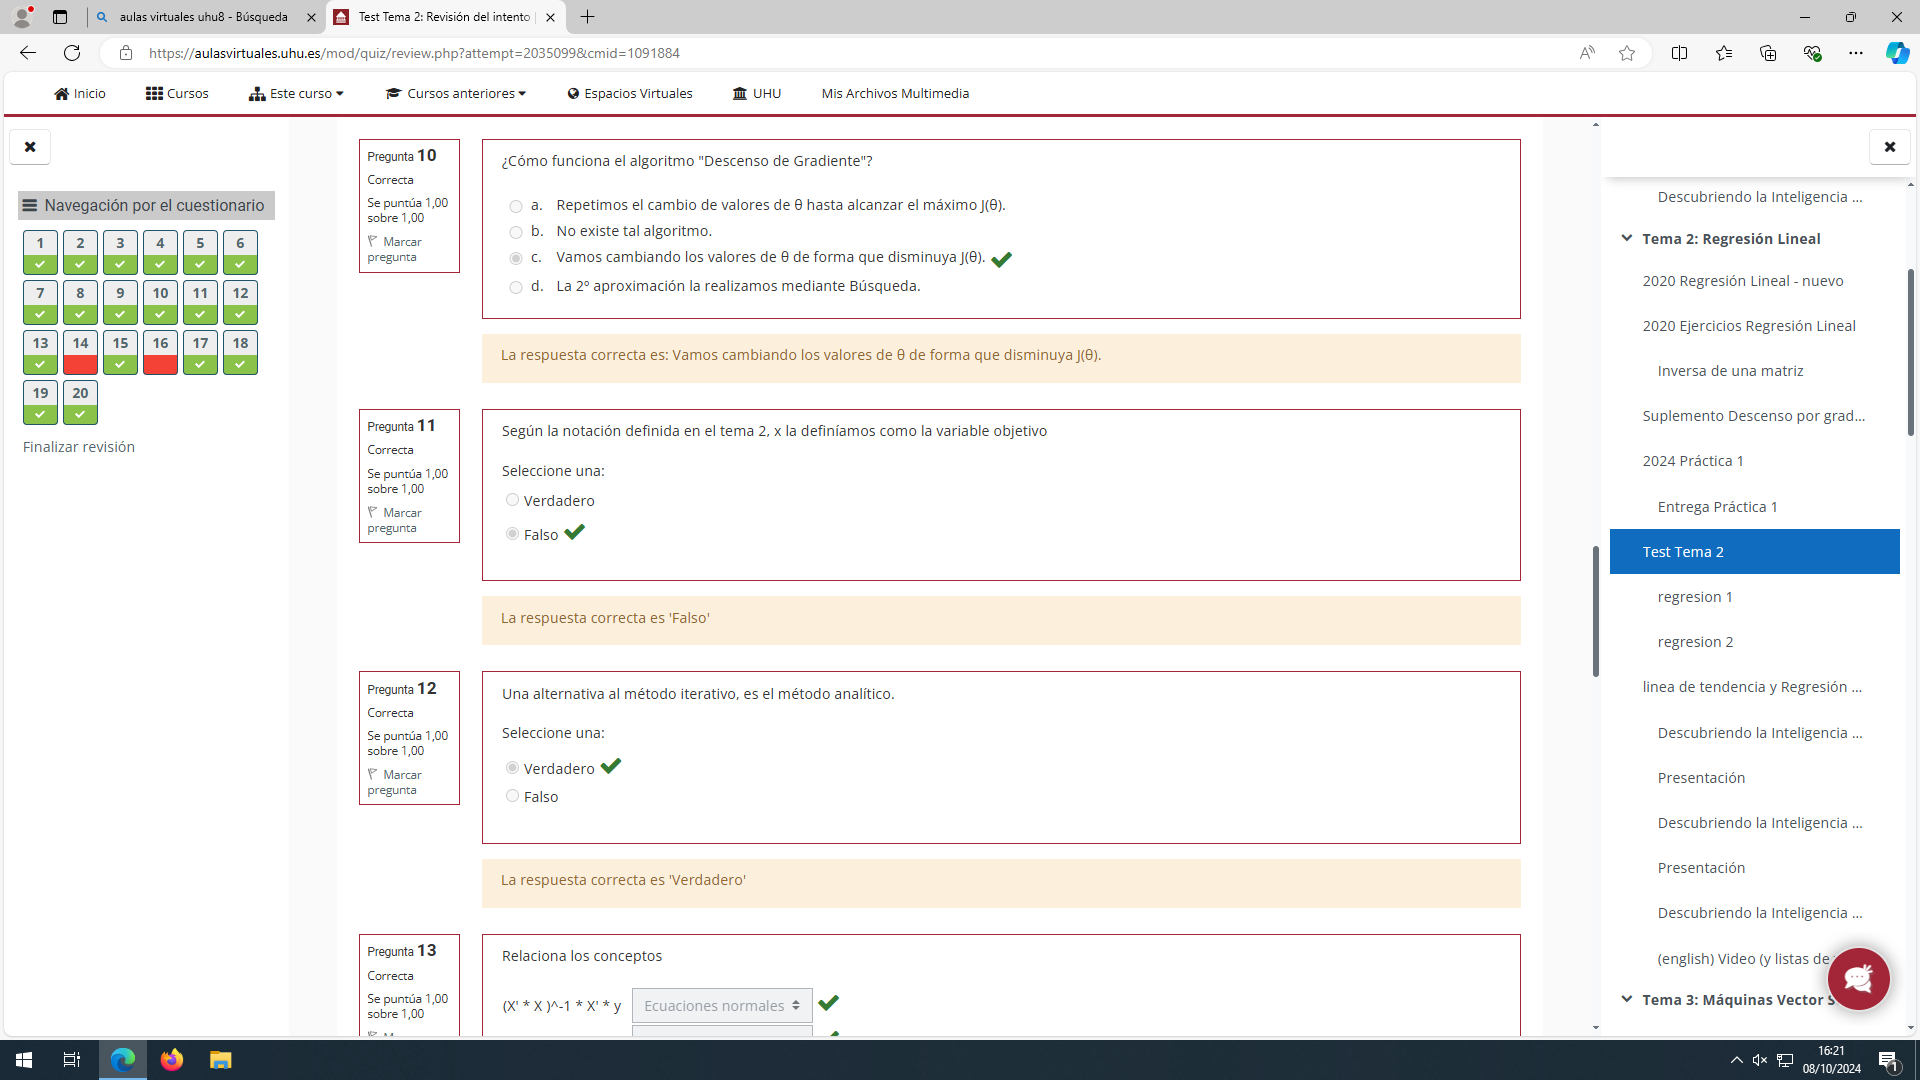 aulas virtuales uhu8 - Búsqueda
Test Tema 2: Revisión del intento
https://aulasvirtuales.uhu.es/mod/quiz/review.php?attempt=2035099&cmid=1091884
Inicio
Cursos
Este curso
Cursos anteriores
Espacios Virtuales
UHU
Mis Archivos Multimedia
Navegación por el cuestionario
1 2 3 4 5 6
7 8 9 10 11 12
13 14 15 16 17 18
19 20
Finalizar revisión
Pregunta 10
Correcta
Se puntúa 1,00
sobre 1,00
Marcar
pregunta
¿Cómo funciona el algoritmo "Descenso de Gradiente"?
a. Repetimos el cambio de valores de θ hasta alcanzar el máximo J(θ).
b. No existe tal algoritmo.
c. Vamos cambiando los valores de θ de forma que disminuya J(θ).
d. La 2º aproximación la realizamos mediante Búsqueda.
La respuesta correcta es: Vamos cambiando los valores de θ de forma que disminuya J(θ).
Pregunta 11
Correcta
Se puntúa 1,00
sobre 1,00
Marcar
pregunta
Según la notación definida en el tema 2, x la definíamos como la variable objetivo
Seleccione una:
Verdadero
Falso
La respuesta correcta es 'Falso'
Pregunta 12
Correcta
Se puntúa 1,00
sobre 1,00
Marcar
pregunta
Una alternativa al método iterativo, es el método analítico.
Seleccione una:
Verdadero
Falso
La respuesta correcta es 'Verdadero'
Pregunta 13
Correcta
Se puntúa 1,00
sobre 1,00
Relaciona los conceptos
(X' * X )^-1 * X' * y
Ecuaciones normales
Descubriendo la Inteligencia ...
Tema 2: Regresión Lineal
2020 Regresión Lineal - nuevo
2020 Ejercicios Regresión Lineal
Inversa de una matriz
Suplemento Descenso por grad...
2024 Práctica 1
Entrega Práctica 1
Test Tema 2
regresion 1
regresion 2
linea de tendencia y Regresión ...
Descubriendo la Inteligencia ...
Presentación
Descubriendo la Inteligencia ...
Presentación
Descubriendo la Inteligencia ...
(english) Video (y listas de
Tema 3: Máquinas Vector S
16:21
08/10/2024
1